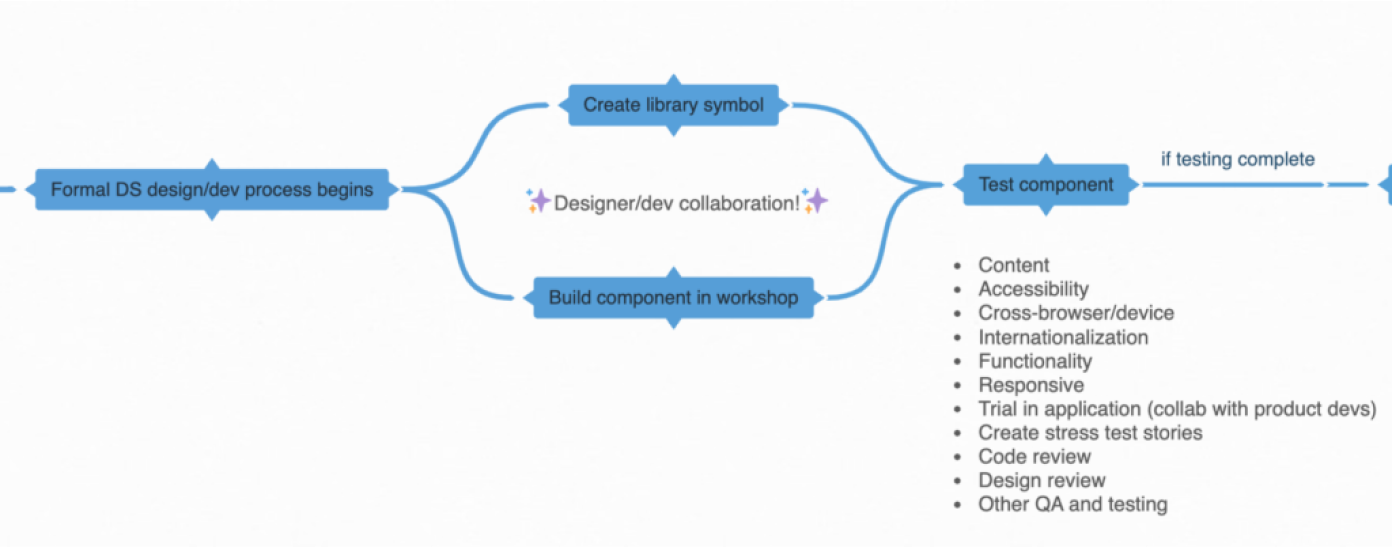 Create library symbol
Formal DS design/dev process begins
✨Designer/dev collaboration!✨
Build component in workshop
Test component
if testing complete
• Content
• Accessibility
• Cross-browser/device
• Internationalization
• Functionality
• Responsive
• Trial in application (collab with product devs)
• Create stress test stories
• Code review
• Design review
• Other QA and testing